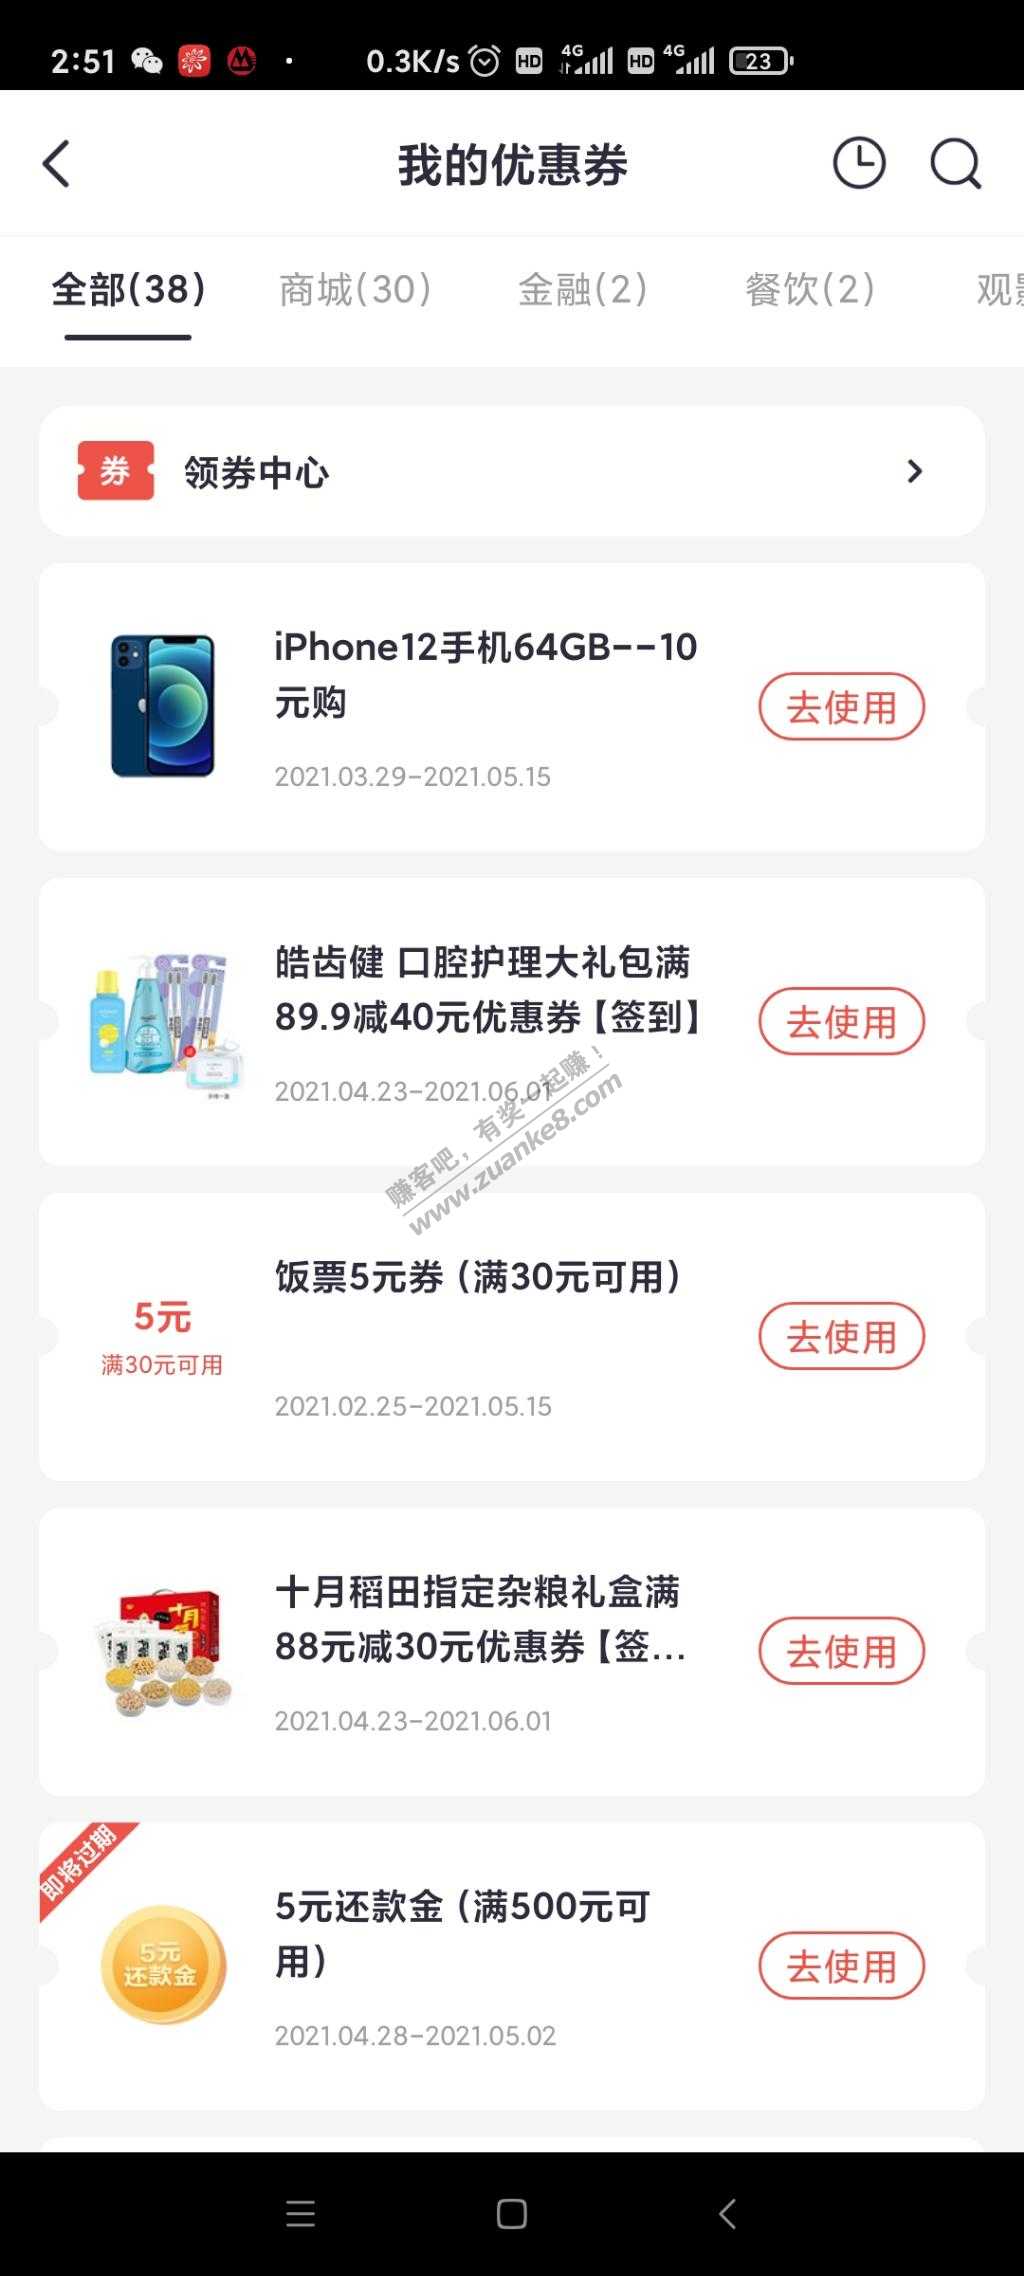 2:51 0.3K/s HD 4G HD 4G 23
我的优惠券
全部(38) 商城(30) 金融(2) 餐饮(2) 观影
券 领券中心
iPhone12手机64GB--10
元购
去使用
2021.03.29-2021.05.15
皓齿健 口腔护理大礼包满
89.9减40元优惠券【签到】
去使用
2021.04.23-2021.06.01
赚客吧，有奖一起赚！
www.zuanke8.com
饭票5元券（满30元可用）
5元
满30元可用
去使用
2021.02.25-2021.05.15
十月稻田指定杂粮礼盒满
88元减30元优惠券【签...
去使用
2021.04.23-2021.06.01
即将过期
5元还款金（满500元可
用）
5元
还款金
去使用
2021.04.28-2021.05.02